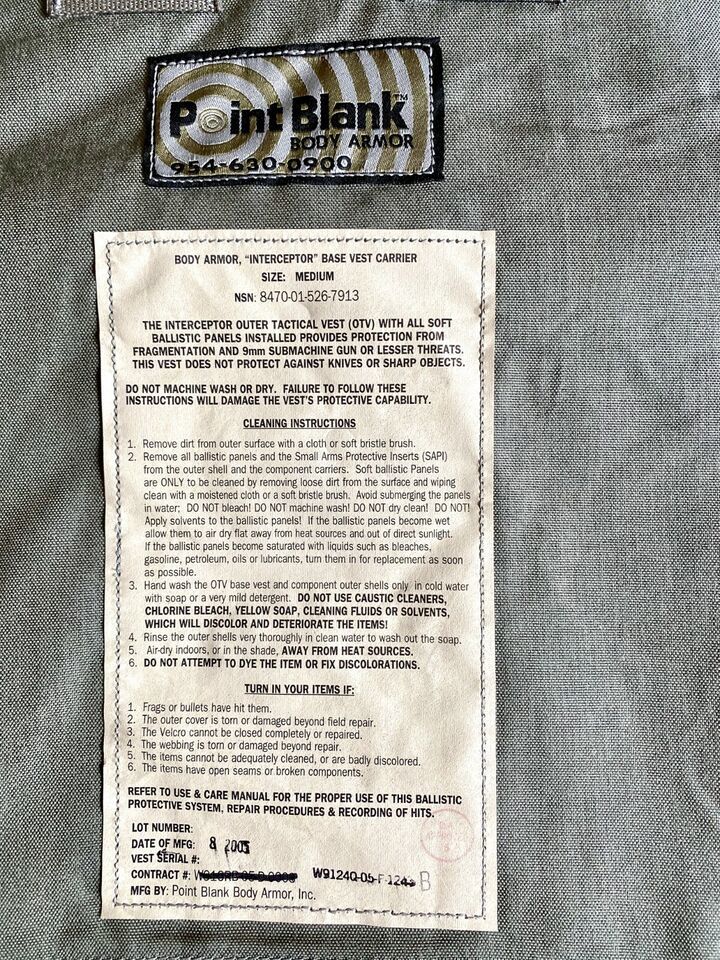 Point Blank™
BODY ARMOR
954-630-0900
BODY ARMOR, "INTERCEPTOR" BASE VEST CARRIER
SIZE: MEDIUM
NSN: 8470-01-526-7913
THE INTERCEPTOR OUTER TACTICAL VEST (OTV) WITH ALL SOFT
BALLISTIC PANELS INSTALLED PROVIDES PROTECTION FROM
FRAGMENTATION AND 9mm SUBMACHINE GUN OR LESSER THREATS.
THIS VEST DOES NOT PROTECT AGAINST KNIVES OR SHARP OBJECTS.
DO NOT MACHINE WASH OR DRY. FAILURE TO FOLLOW THESE
INSTRUCTIONS WILL DAMAGE THE VEST'S PROTECTIVE CAPABILITY.
CLEANING INSTRUCTIONS
1. Remove dirt from outer surface with a cloth or soft bristle brush.
2. Remove all ballistic panels and the Small Arms Protective Inserts (SAPI)
from the outer shell and the component carriers. Soft ballistic Panels
are ONLY to be cleaned by removing loose dirt from the surface and wiping
clean with a moistened cloth or a soft bristle brush. Avoid submerging the panels
in water; DO NOT bleach! DO NOT machine wash! DO NOT dry clean! DO NOT!
Apply solvents to the ballistic panels! If the ballistic panels become wet
allow them to air dry flat away from heat sources and out of direct sunlight.
If the ballistic panels become saturated with liquids such as bleaches,
gasoline, petroleum, oils or lubricants, turn them in for replacement as soon
as possible.
3. Hand wash the OTV base vest and component outer shells only in cold water
with soap or a very mild detergent. DO NOT USE CAUSTIC CLEANERS,
CHLORINE BLEACH, YELLOW SOAP, CLEANING FLUIDS OR SOLVENTS,
WHICH WILL DISCOLOR AND DETERIORATE THE ITEMS!
4. Rinse the outer shells very thoroughly in clean water to wash out the soap.
5. Air-dry indoors, or in the shade, AWAY FROM HEAT SOURCES.
6. DO NOT ATTEMPT TO DYE THE ITEM OR FIX DISCOLORATIONS.
TURN IN YOUR ITEMS IF:
1. Frags or bullets have hit them.
2. The outer cover is torn or damaged beyond field repair.
3. The Velcro cannot be closed completely or repaired.
4. The webbing is torn or damaged beyond repair.
5. The items cannot be adequately cleaned, or are badly discolored.
6. The items have open seams or broken components.
REFER TO USE & CARE MANUAL FOR THE PROPER USE OF THIS BALLISTIC
PROTECTIVE SYSTEM, REPAIR PROCEDURES & RECORDING OF HITS.
LOT NUMBER:
DATE OF MFG: 8 2005
VEST SERIAL #:
CONTRACT #: W9124Q-05-F-1243 B
MFG BY: Point Blank Body Armor, Inc.